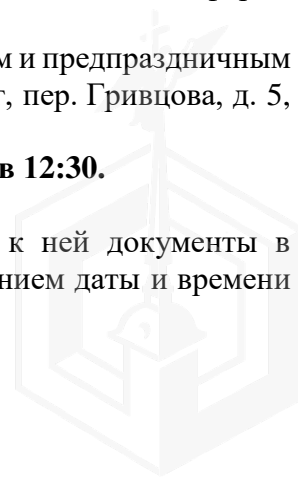 м и предпраздничным
г, пер. Гривцова, д. 5,
в 12:30.
к ней документы в
нием даты и времени